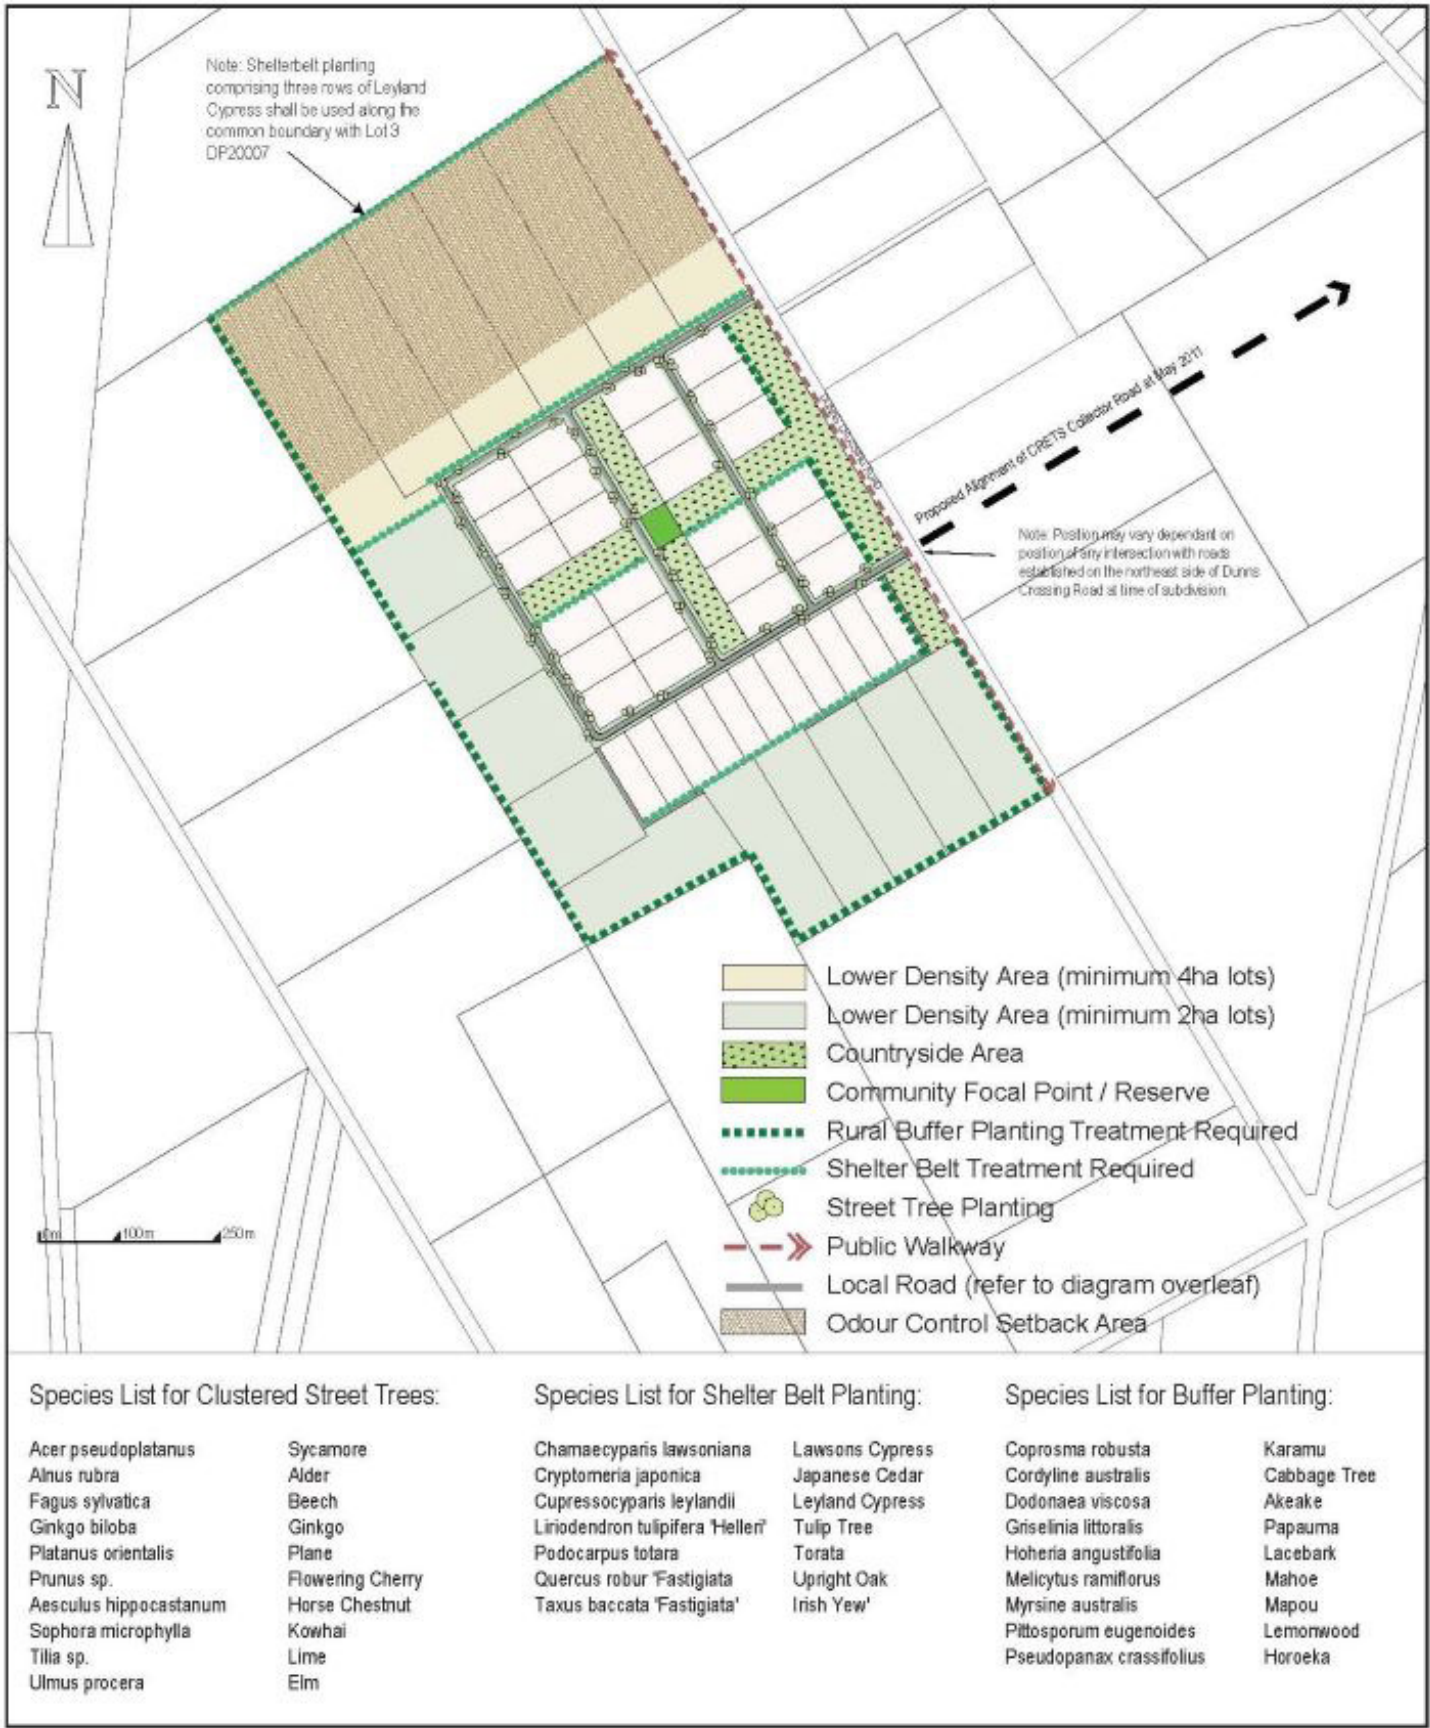 N
Note: Shelterbelt planting
comprising three rows of Leyland
Cypress shall be used along the
common boundary with Lot 3
DP20007
Proposed Alignment of CRETS Collector Road at May 2011
Note: Position may vary dependant on
position of any intersection with roads
established on the northeast side of Dunns
Crossing Road at time of subdivision.
Lower Density Area (minimum 4ha lots)
Lower Density Area (minimum 2ha lots)
Countryside Area
Community Focal Point / Reserve
Rural Buffer Planting Treatment Required
Shelter Belt Treatment Required
Street Tree Planting
Public Walkway
Local Road (refer to diagram overleaf)
Odour Control Setback Area
0m 100m 250m
Species List for Clustered Street Trees:
Acer pseudoplatanus Sycamore
Alnus rubra Alder
Fagus sylvatica Beech
Ginkgo biloba Ginkgo
Platanus orientalis Plane
Prunus sp. Flowering Cherry
Aesculus hippocastanum Horse Chestnut
Sophora microphylla Kowhai
Tilia sp. Lime
Ulmus procera Elm
Species List for Shelter Belt Planting:
Chamaecyparis lawsoniana Lawsons Cypress
Cryptomeria japonica Japanese Cedar
Cupressocyparis leylandii Leyland Cypress
Liriodendron tulipifera 'Helleri' Tulip Tree
Podocarpus totara Torata
Quercus robur 'Fastigiata Upright Oak
Taxus baccata 'Fastigiata' Irish Yew'
Species List for Buffer Planting:
Coprosma robusta Karamu
Cordyline australis Cabbage Tree
Dodonaea viscosa Akeake
Griselinia littoralis Papauma
Hoheria angustifolia Lacebark
Melicytus ramiflorus Mahoe
Myrsine australis Mapou
Pittosporum eugenoides Lemonwood
Pseudopanax crassifolius Horoeka